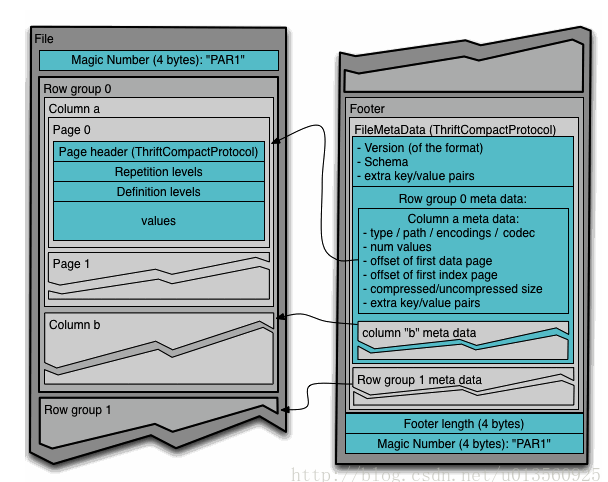 File
Magic Number (4 bytes): "PAR1"
Row group 0
Column a
Page 0
Page header (ThriftCompactProtocol)
Repetition levels
Definition levels
values
Page 1
Column b
Row group 1
Footer
FileMetaData (ThriftCompactProtocol)
- Version (of the format)
- Schema
- extra key/value pairs
Row group 0 meta data:
Column a meta data:
- type / path / encodings / codec
- num values
- offset of first data page
- offset of first index page
- compressed/uncompressed size
- extra key/value pairs
column "b" meta data
Row group 1 meta data
Footer length (4 bytes)
Magic Number (4 bytes): "PAR1"
http://blog.csdn.net/u013560925